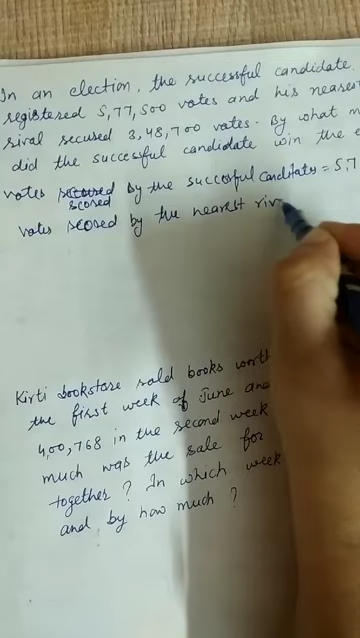 In an election, the successful candidate
registered 5,77,500 votes and his nearest
rival secured 3,48,700 votes. By what
did the successful candidate win the
votes scored by the successful candidate = 5,7
votes scored by the nearest riv
Kirti bookstore sold books worth
the first week of June and
4,00,768 in the second week
much was the sale for
together? In which week
and by how much?